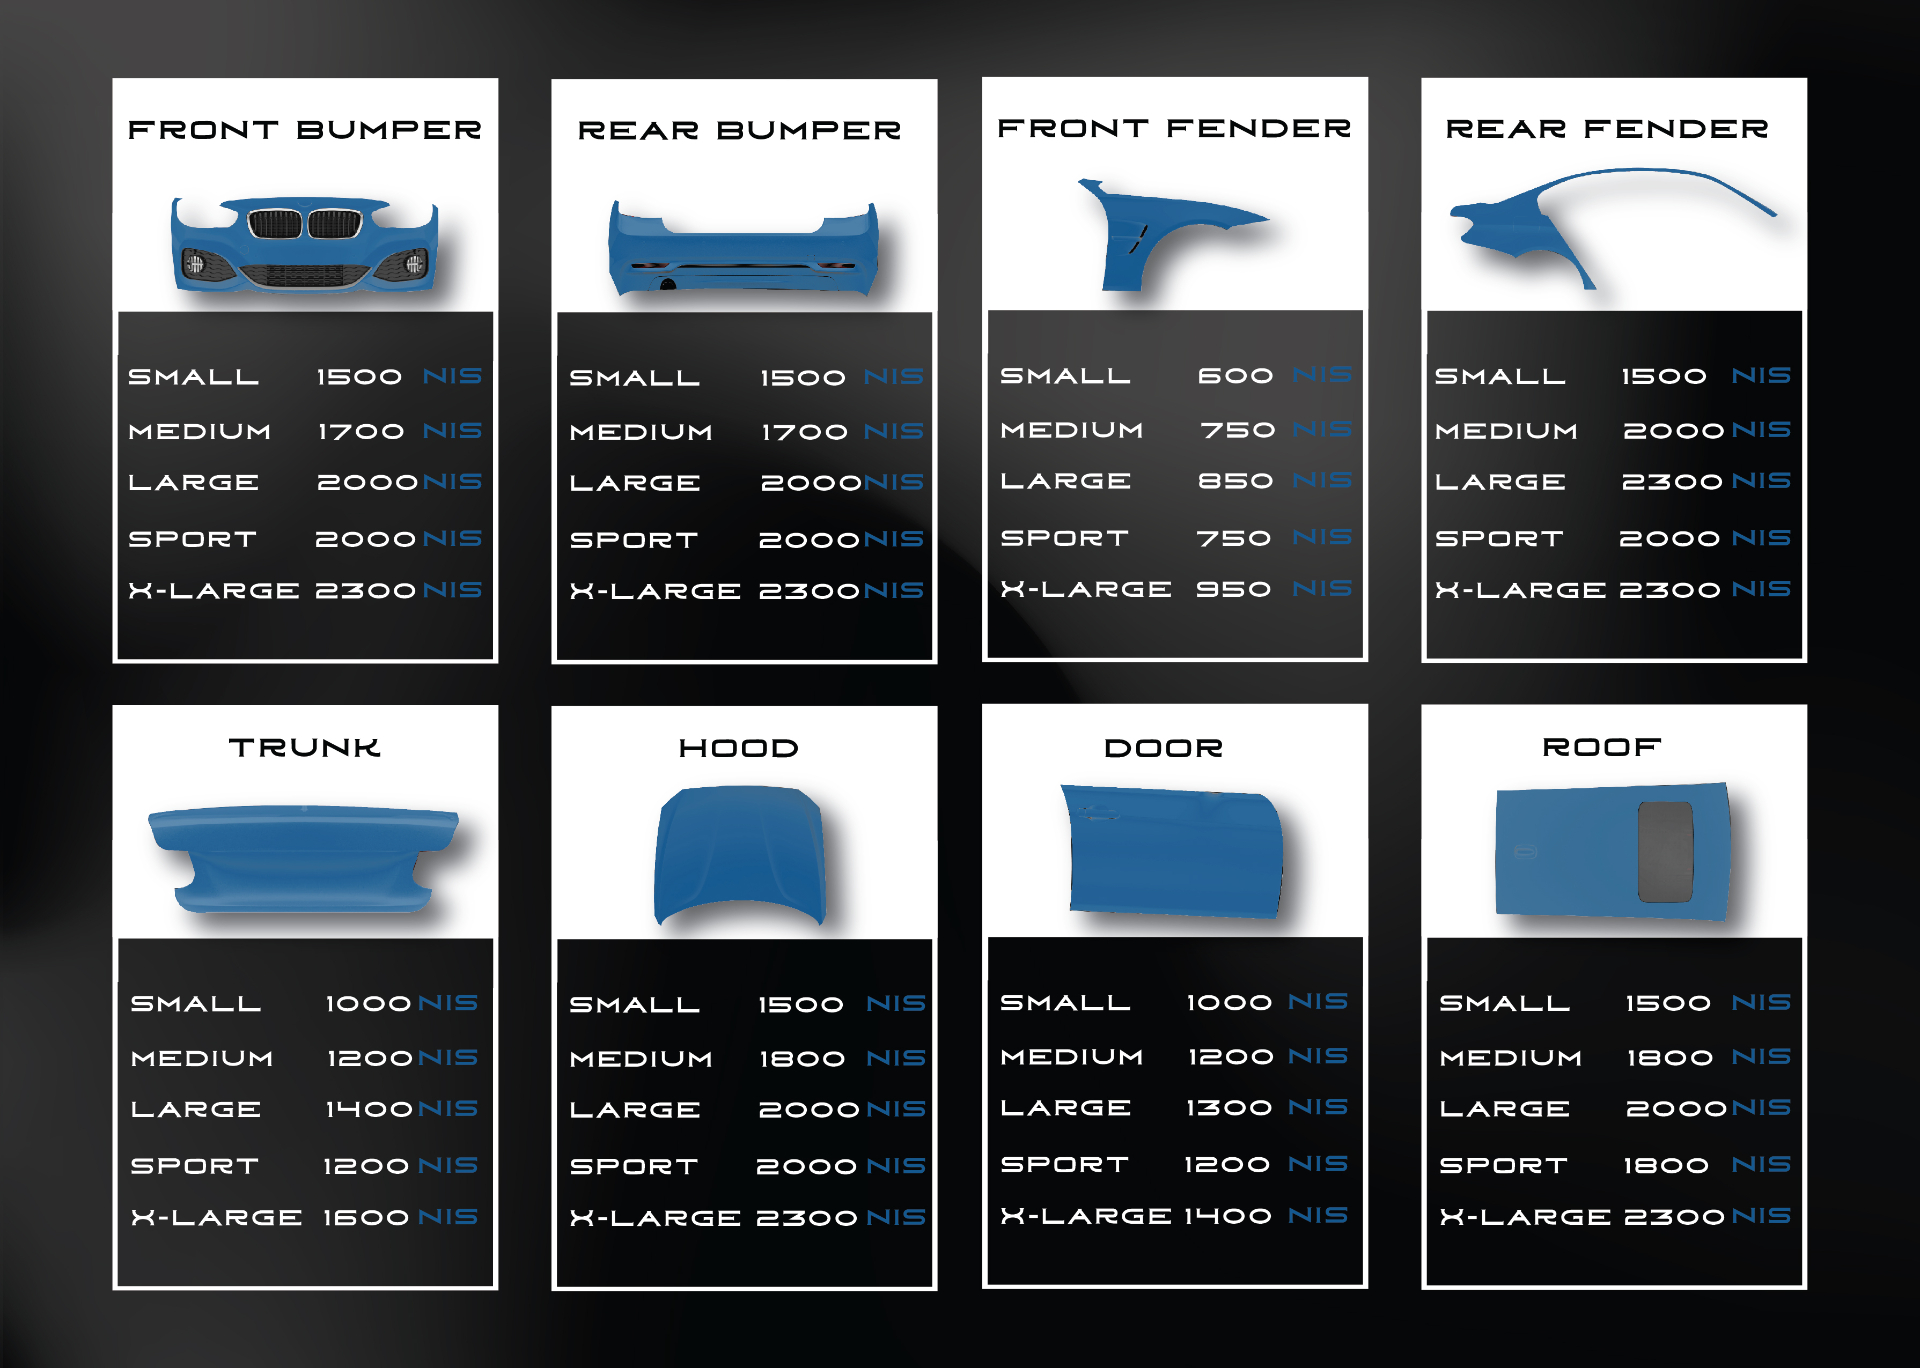 FRONT BUMPER
SMALL 1500 NIS
MEDIUM 1700 NIS
LARGE 2000 NIS
SPORT 2000 NIS
X-LARGE 2300 NIS
REAR BUMPER
SMALL 1500 NIS
MEDIUM 1700 NIS
LARGE 2000 NIS
SPORT 2000 NIS
X-LARGE 2300 NIS
FRONT FENDER
SMALL 600 NIS
MEDIUM 750 NIS
LARGE 850 NIS
SPORT 750 NIS
X-LARGE 950 NIS
REAR FENDER
SMALL 1500 NIS
MEDIUM 2000 NIS
LARGE 2300 NIS
SPORT 2000 NIS
X-LARGE 2300 NIS
TRUNK
SMALL 1000 NIS
MEDIUM 1200 NIS
LARGE 1400 NIS
SPORT 1200 NIS
X-LARGE 1600 NIS
HOOD
SMALL 1500 NIS
MEDIUM 1800 NIS
LARGE 2000 NIS
SPORT 2000 NIS
X-LARGE 2300 NIS
DOOR
SMALL 1000 NIS
MEDIUM 1200 NIS
LARGE 1300 NIS
SPORT 1200 NIS
X-LARGE 1400 NIS
ROOF
SMALL 1500 NIS
MEDIUM 1800 NIS
LARGE 2000 NIS
SPORT 1800 NIS
X-LARGE 2300 NIS